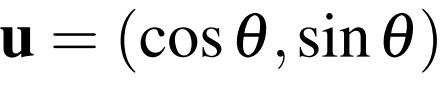 u = (cos θ, sin θ)